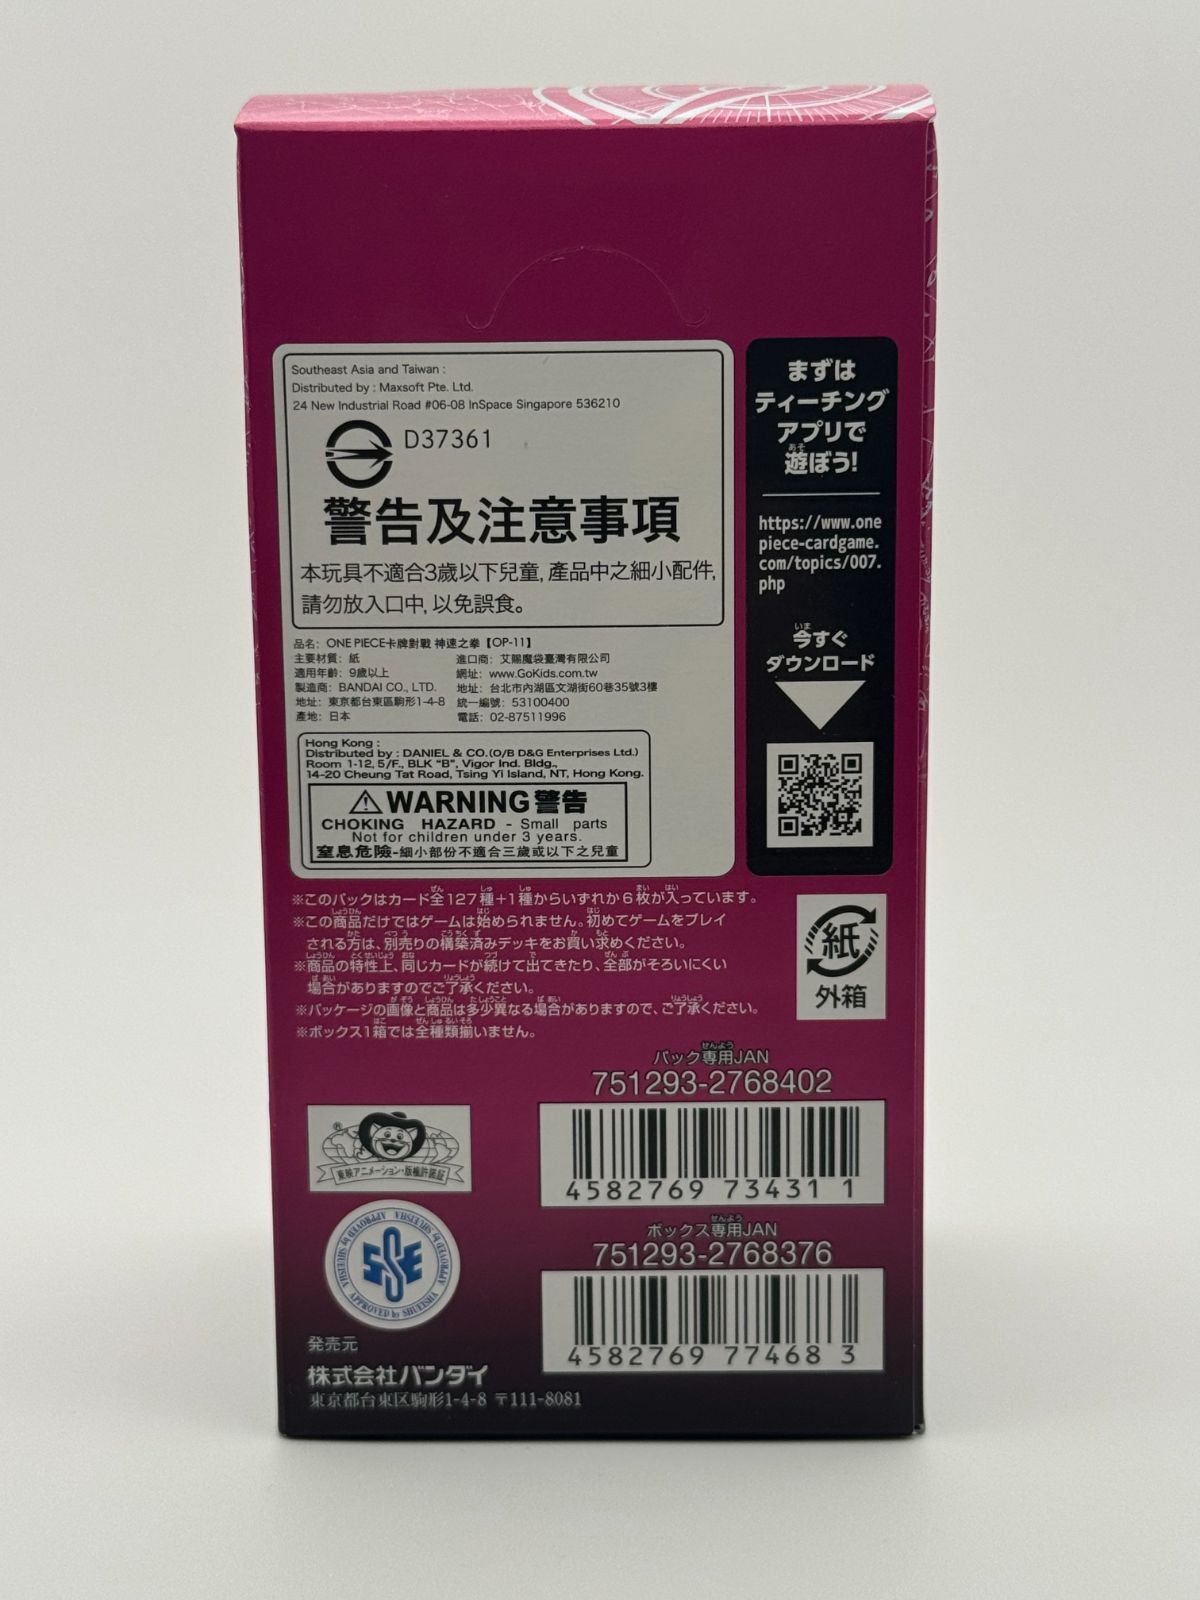 Southeast Asia and Taiwan :
Distributed by : Maxsoft Pte. Ltd.
24 New Industrial Road #06-08 InSpace Singapore 536210
D37361
警告及注意事項
本玩具不適合3歲以下兒童,產品中之細小配件,
請勿放入口中,以免誤食。
品名: ONE PIECE卡牌對戰 神速之拳【OP-11】
主要材質: 紙
適用年齡: 9歲以上
製造商: BANDAI CO., LTD.
地址: 東京都台東區駒形1-4-8
產地: 日本
進口商: 艾賜魔袋臺灣有限公司
網址: www.GoKids.com.tw
地址: 台北市內湖區文湖街60巷35號3樓
統一編號: 53100400
電話: 02-87511996
Hong Kong :
Distributed by : DANIEL & CO.(O/B D&G Enterprises Ltd.)
Room 1-12, 5/F., BLK "B", Vigor Ind. Bldg.,
14-20 Cheung Tat Road, Tsing Yi Island, NT, Hong Kong.
WARNING 警告
CHOKING HAZARD - Small parts
Not for children under 3 years.
窒息危險-細小部份不適合三歲或以下之兒童
まずは
ティーチング
アプリで
遊ぼう!
https://www.one
piece-cardgame.
com/topics/007.
php
今すぐ
ダウンロード
※このパックはカード全127種+1種からいずれか6枚が入っています。
※この商品だけではゲームは始められません。初めてゲームをプレイ
される方は、別売りの構築済みデッキをお買い求めください。
※商品の特性上、同じカードが続けて出てきたり、全部がそろいにくい
場合がありますのでご了承ください。
※パッケージの画像と商品は多少異なる場合がありますので、ご了承ください。
※ボックス1箱では全種類揃いません。
紙
外箱
パック専用JAN
751293-2768402
4582769 73431 1
ボックス専用JAN
751293-2768376
4582769 77468 3
東映アニメーション・版権許諾証
APPROVED by SHUEISHA
APPROVED by SHUEISHA
APPROVED by SHUEISHA
発売元
株式会社バンダイ
東京都台東区駒形1-4-8 〒111-8081